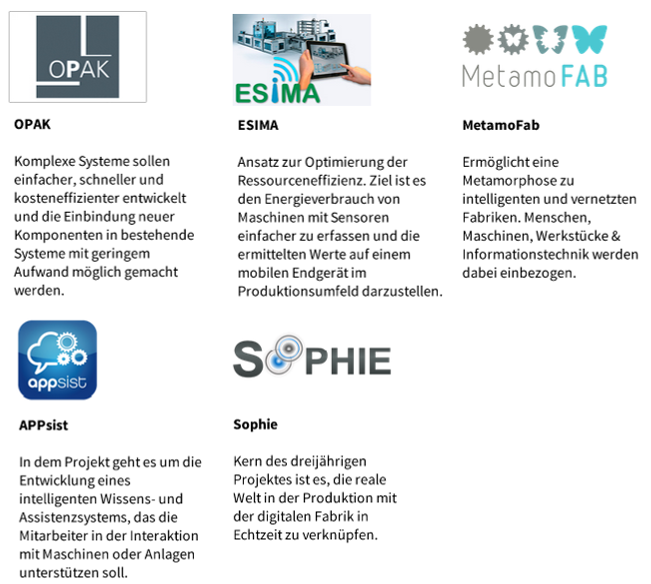 OPAK
ESIMA
MetamoFAB
OPAK
Komplexe Systeme sollen
einfacher, schneller und
kosteneffizienter entwickelt
und die Einbindung neuer
Komponenten in bestehende
Systeme mit geringem
Aufwand möglich gemacht
werden.
ESIMA
Ansatz zur Optimierung der
Ressourceneffizienz. Ziel ist es
den Energieverbrauch von
Maschinen mit Sensoren
einfacher zu erfassen und die
ermittelten Werte auf einem
mobilen Endgerät im
Produktionsumfeld darzustellen.
MetamoFab
Ermöglicht eine
Metamorphose zu
intelligenten und vernetzten
Fabriken. Menschen,
Maschinen, Werkstücke &
Informationstechnik werden
dabei einbezogen.
appsist
SOPHIE
APPsist
In dem Projekt geht es um die
Entwicklung eines
intelligenten Wissens- und
Assistenzsystems, das die
Mitarbeiter in der Interaktion
mit Maschinen oder Anlagen
unterstützen soll.
Sophie
Kern des dreijährigen
Projektes ist es, die reale
Welt in der Produktion mit
der digitalen Fabrik in
Echtzeit zu verknüpfen.